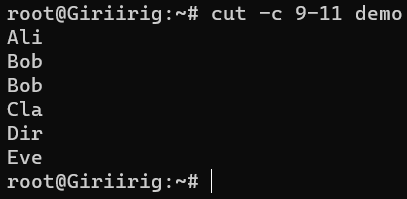 root@Giriirig:~# cut -c 9-11 demo
Ali
Bob
Bob
Cla
Dir
Eve
root@Giriirig:~#